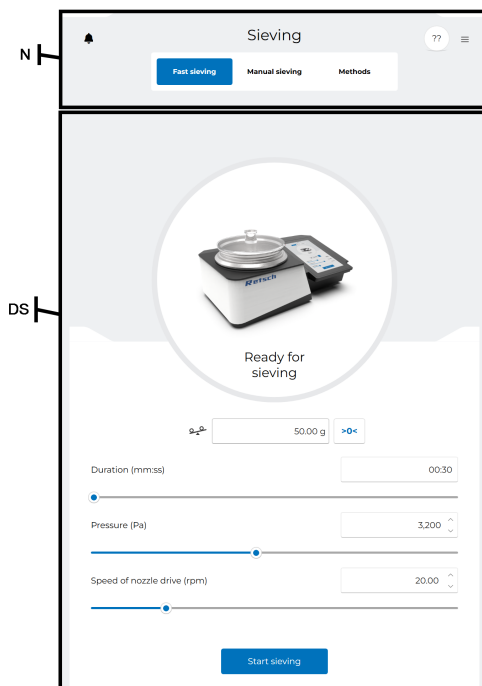 Sieving
??
N
Fast sieving Manual sieving Methods
Retsch
DS
Ready for
sieving
50.00 g >0<
Duration (mm:ss) 00:30
Pressure (Pa) 3,200
Speed of nozzle drive (rpm) 20.00
Start sieving